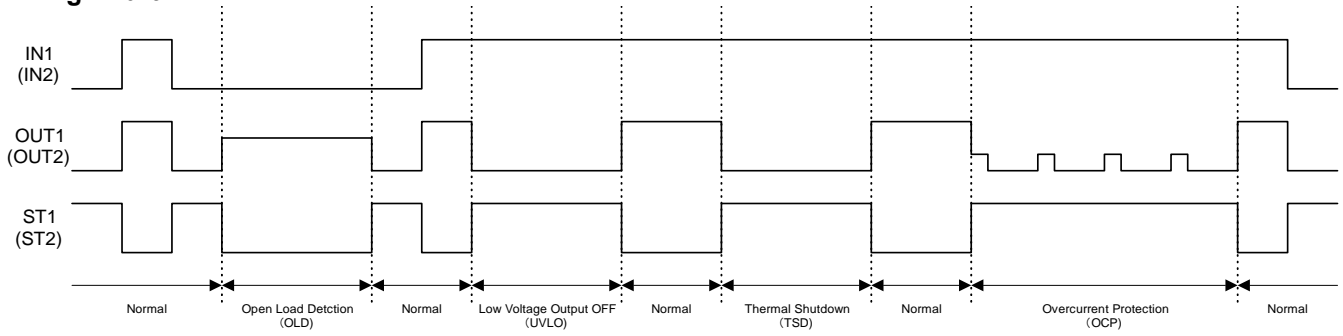 IN1
(IN2)
OUT1
(OUT2)
ST1
(ST2)
Normal
Open Load Detction
(OLD)
Normal
Low Voltage Output OFF
(UVLO)
Normal
Thermal Shutdown
(TSD)
Normal
Overcurrent Protection
(OCP)
Normal